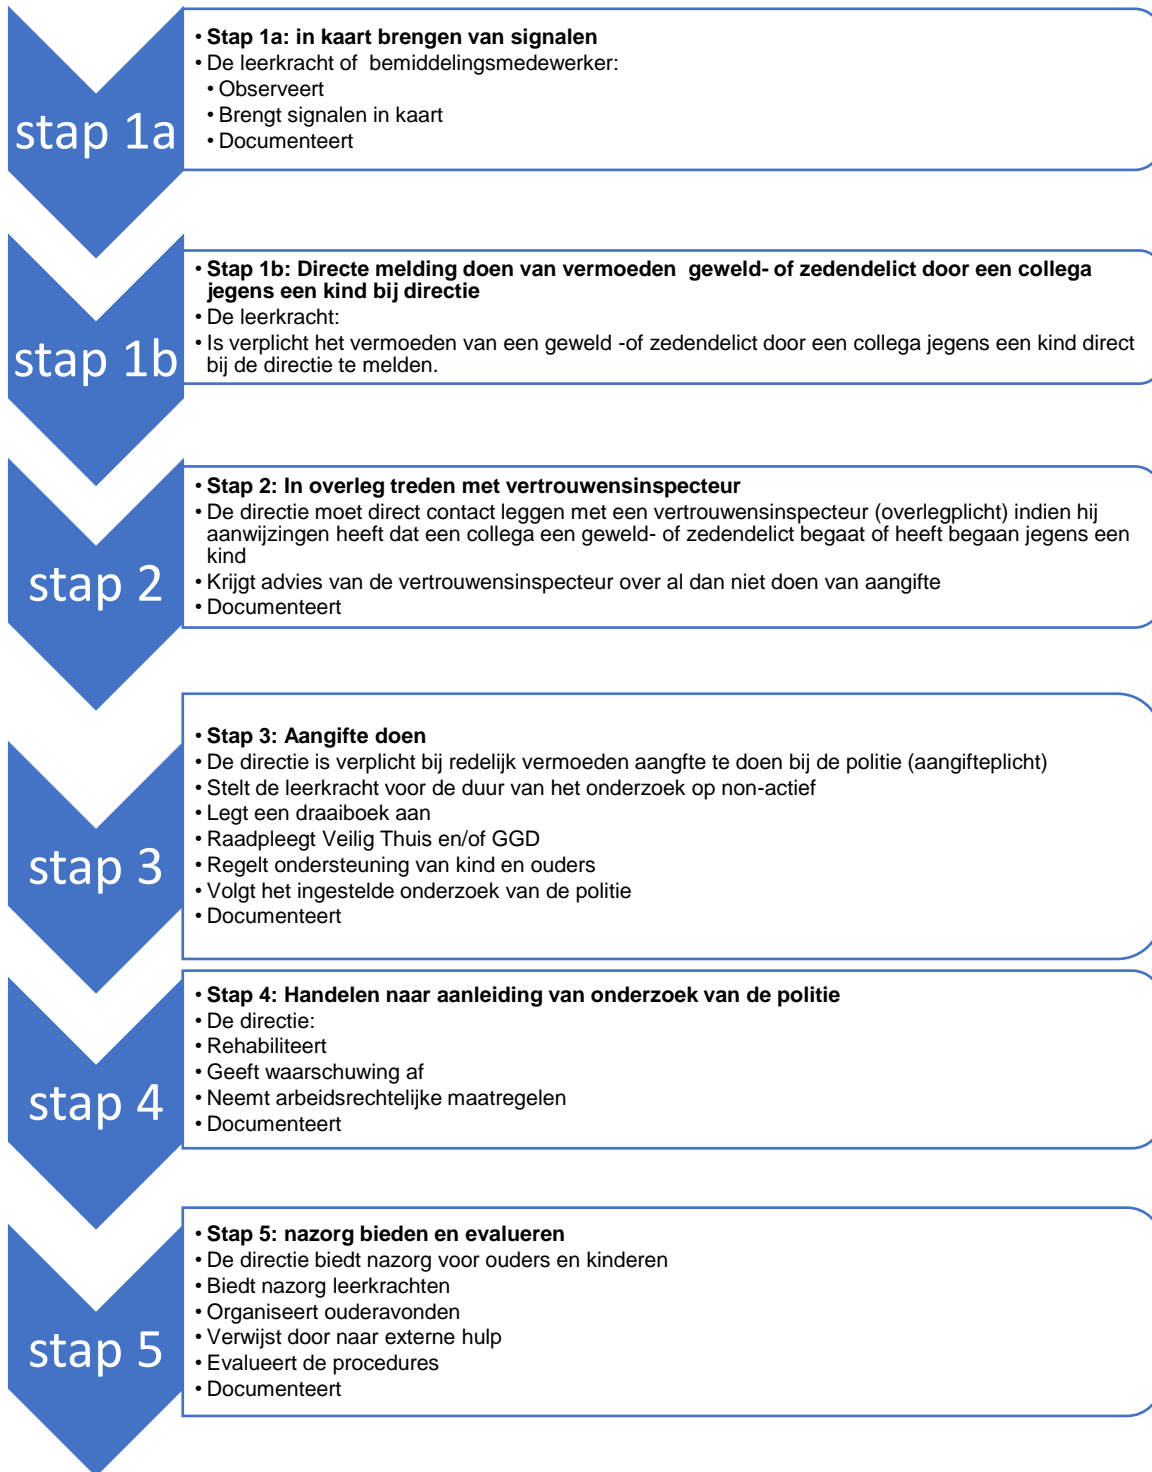 stap 1a
• Stap 1a: in kaart brengen van signalen
• De leerkracht of  bemiddelingsmedewerker:
• Observeert
• Brengt signalen in kaart
• Documenteert
stap 1b
• Stap 1b: Directe melding doen van vermoeden  geweld- of zedendelict door een collega
jegens een kind bij directie
• De leerkracht:
• Is verplicht het vermoeden van een geweld -of zedendelict door een collega jegens een kind direct
bij de directie te melden.
stap 2
• Stap 2: In overleg treden met vertrouwensinspecteur
• De directie moet direct contact leggen met een vertrouwensinspecteur (overlegplicht) indien hij
aanwijzingen heeft dat een collega een geweld- of zedendelict begaat of heeft begaan jegens een
kind
• Krijgt advies van de vertrouwensinspecteur over al dan niet doen van aangifte
• Documenteert
stap 3
• Stap 3: Aangifte doen
• De directie is verplicht bij redelijk vermoeden aangfte te doen bij de politie (aangifteplicht)
• Stelt de leerkracht voor de duur van het onderzoek op non-actief
• Legt een draaiboek aan
• Raadpleegt Veilig Thuis en/of GGD
• Regelt ondersteuning van kind en ouders
• Volgt het ingestelde onderzoek van de politie
• Documenteert
stap 4
• Stap 4: Handelen naar aanleiding van onderzoek van de politie
• De directie:
• Rehabiliteert
• Geeft waarschuwing af
• Neemt arbeidsrechtelijke maatregelen
• Documenteert
stap 5
• Stap 5: nazorg bieden en evalueren
• De directie biedt nazorg voor ouders en kinderen
• Biedt nazorg leerkrachten
• Organiseert ouderavonden
• Verwijst door naar externe hulp
• Evalueert de procedures
• Documenteert